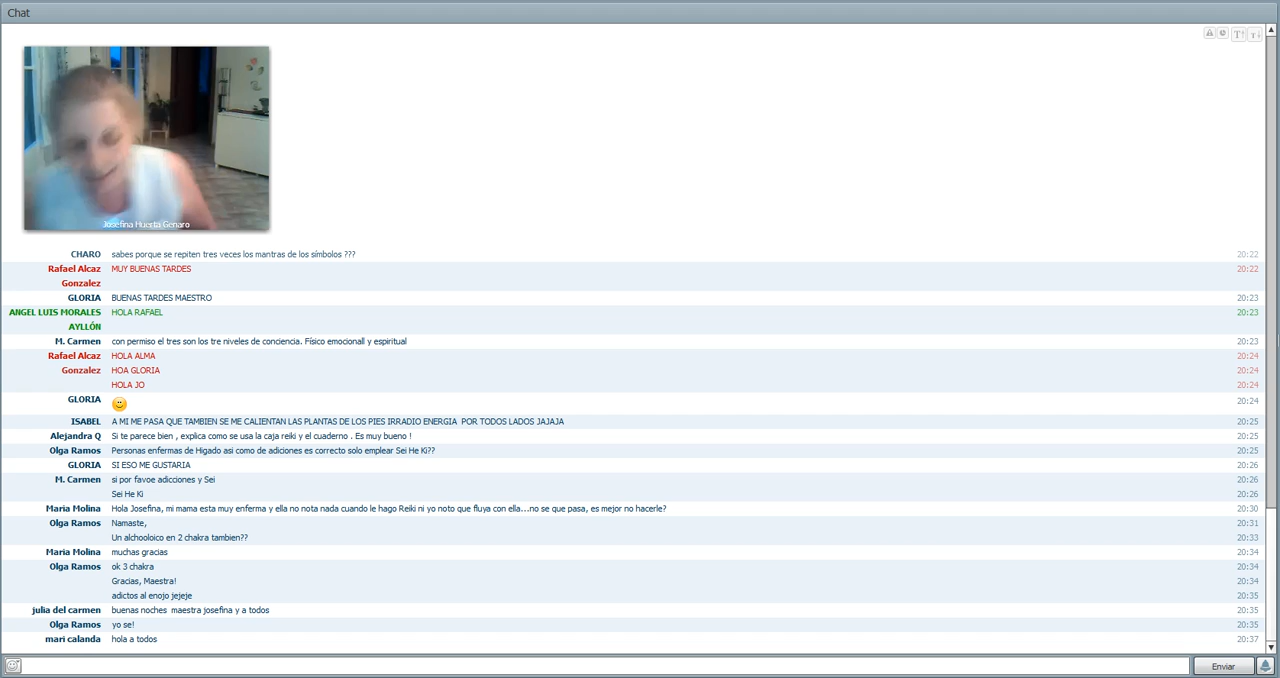 Chat
Josefina Huerta Genaro
CHARO sabes porque se repiten tres veces los mantras de los símbolos ??? 20:22
Rafael Alcaz MUY BUENAS TARDES 20:22
Gonzalez
GLORIA BUENAS TARDES MAESTRO 20:23
ANGEL LUIS MORALES HOLA RAFAEL 20:23
AYLLÓN
M. Carmen con permiso el tres son los tre niveles de conciencia. Físico emocionall y espiritual 20:23
Rafael Alcaz HOLA ALMA 20:24
Gonzalez HOA GLORIA 20:24
HOLA JO 20:24
GLORIA 20:24
ISABEL A MI ME PASA QUE TAMBIEN SE ME CALIENTAN LAS PLANTAS DE LOS PIES IRRADIO ENERGIA POR TODOS LADOS JAJAJA 20:25
Alejandra Q Si te parece bien , explica como se usa la caja reiki y el cuaderno . Es muy bueno ! 20:25
Olga Ramos Personas enfermas de Higado asi como de adiciones es correcto solo emplear Sei He Ki?? 20:25
GLORIA SI ESO ME GUSTARIA 20:26
M. Carmen si por favoe adicciones y Sei 20:26
Sei He Ki 20:26
Maria Molina Hola Josefina, mi mama esta muy enferma y ella no nota nada cuando le hago Reiki ni yo noto que fluya con ella...no se que pasa, es mejor no hacerle? 20:30
Olga Ramos Namaste, 20:31
Un alchooloico en 2 chakra tambien?? 20:33
Maria Molina muchas gracias 20:34
Olga Ramos ok 3 chakra 20:34
Gracias, Maestra! 20:34
adictos al enojo jejeje 20:35
julia del carmen buenas noches maestra josefina y a todos 20:35
Olga Ramos yo se! 20:35
mari calanda hola a todos 20:37
Enviar